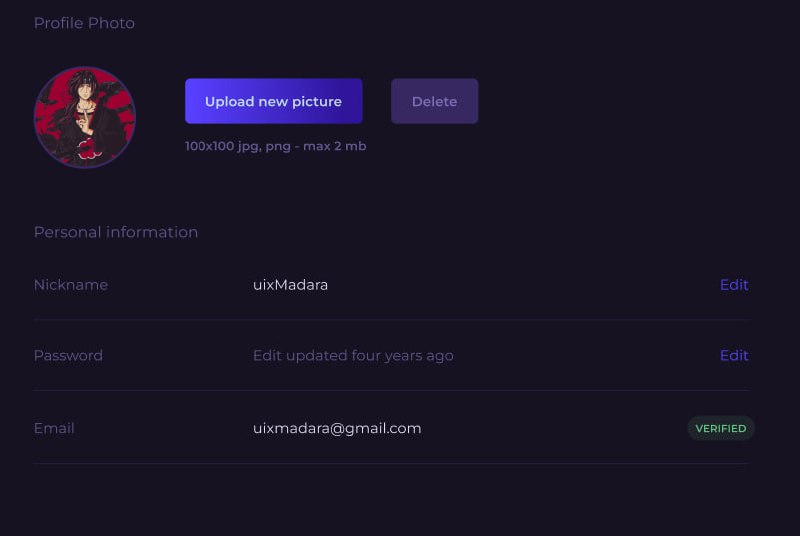 Profile Photo
Upload new picture
Delete
100x100 jpg, png - max 2 mb
Personal information
Nickname
uixMadara
Edit
Password
Edit updated four years ago
Edit
Email
uixmadara@gmail.com
VERIFIED